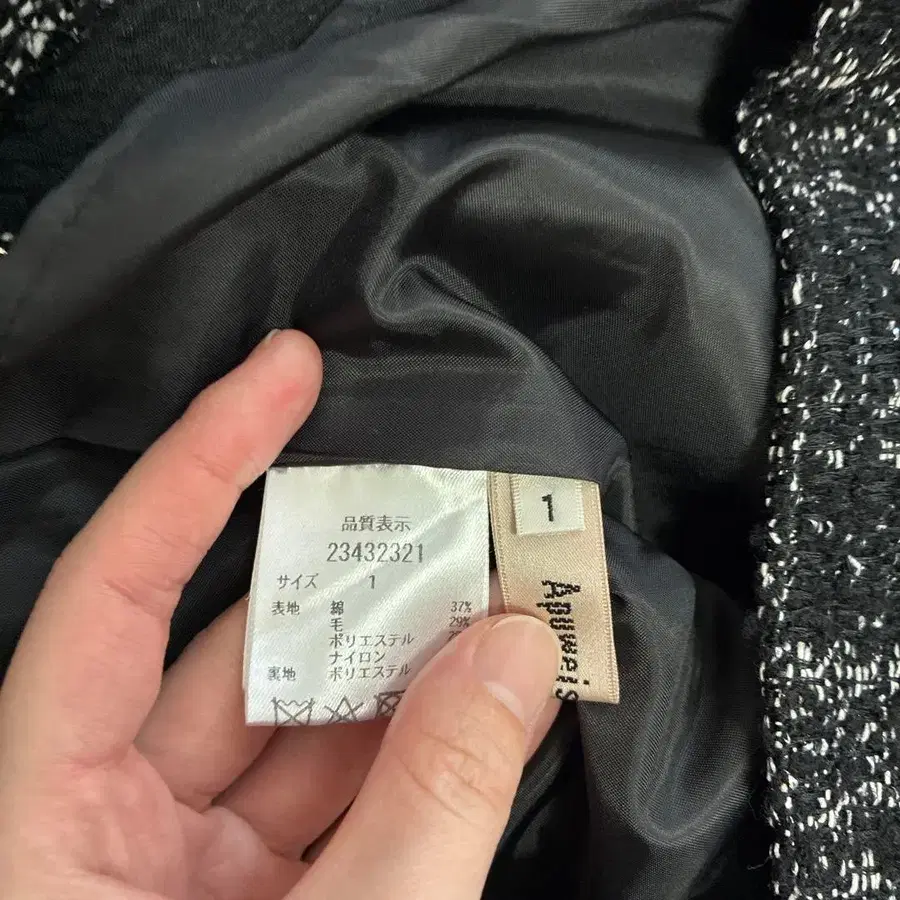 品質表示
23432321
サイズ 1
表地 綿 37%
毛 29%
ポリエステル
ナイロン
裏地 ポリエステル
1
Apuweis